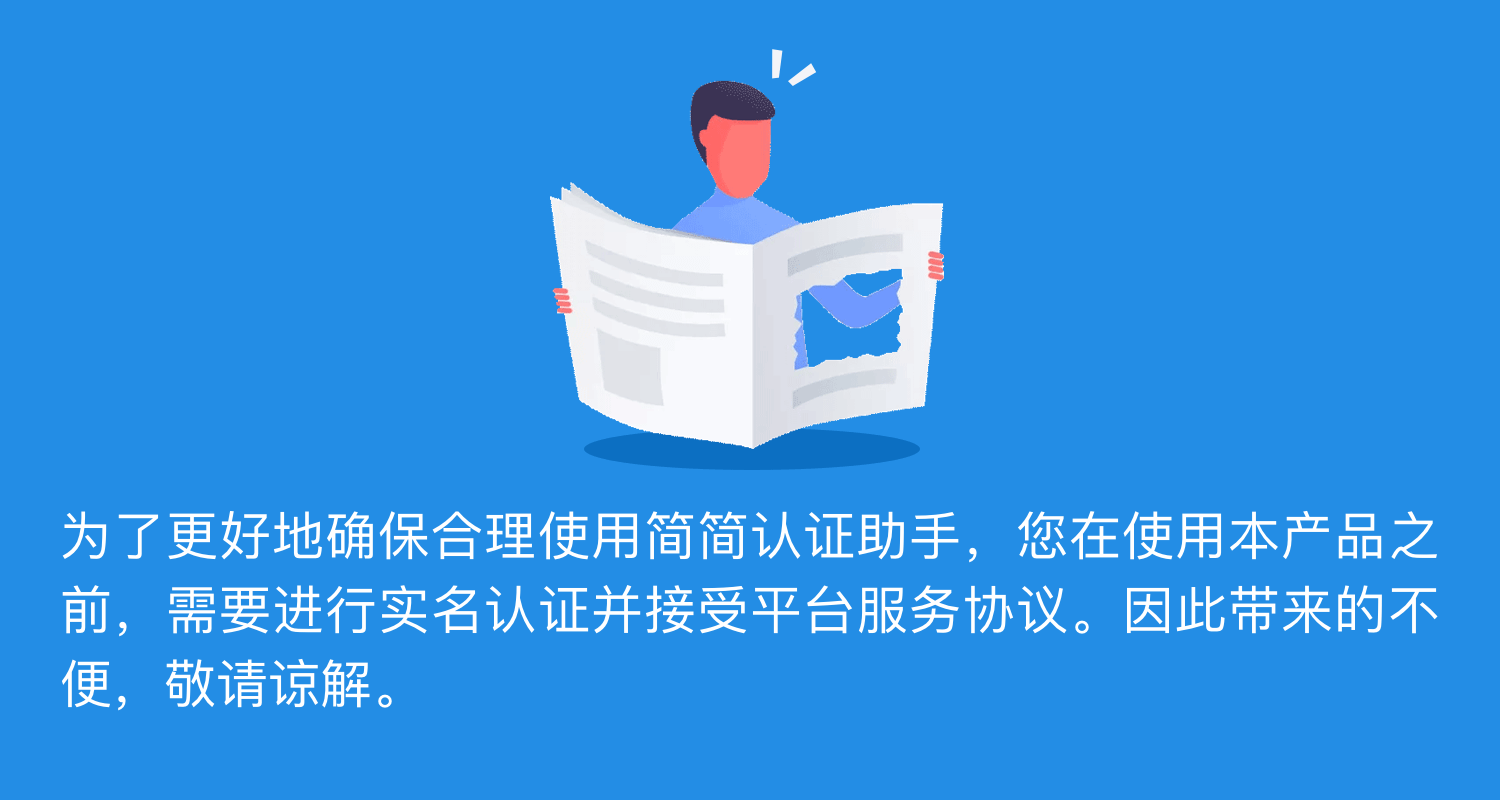 为了更好地确保合理使用简简认证助手，您在使用本产品之
前，需要进行实名认证并接受平台服务协议。因此带来的不
便，敬请谅解。